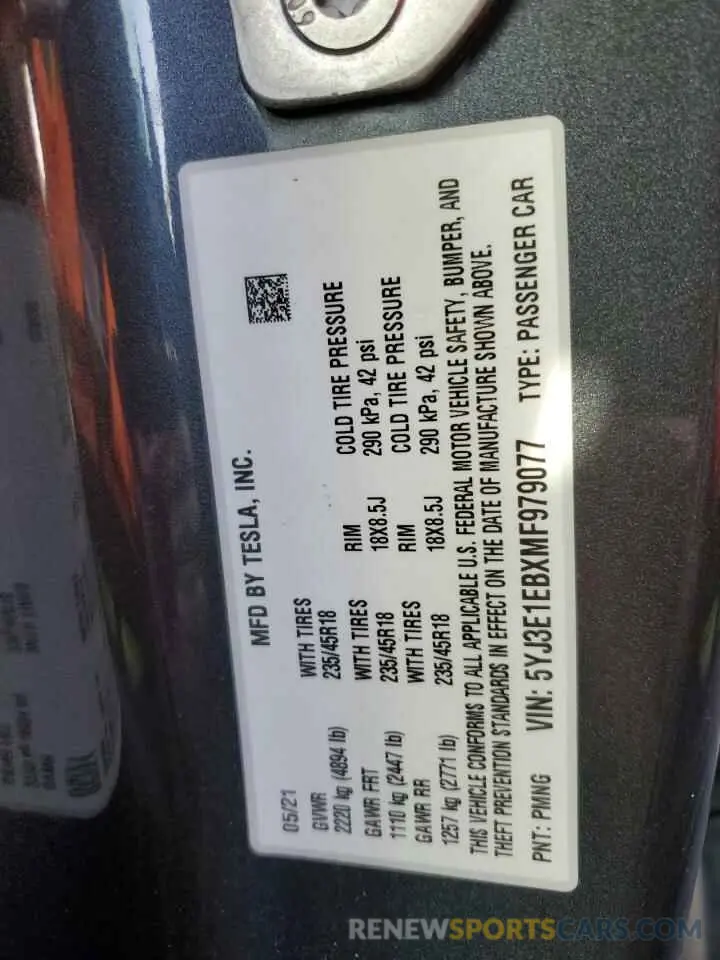 MFD BY TESLA, INC.
05/21
GVWR WITH TIRES RIM COLD TIRE PRESSURE
2220 kg (4894 lb) 235/45R18 18X8.5J 290 kPa, 42 psi
GAWR FRT WITH TIRES RIM COLD TIRE PRESSURE
1110 kg (2447 lb) 235/45R18 18X8.5J 290 kPa, 42 psi
GAWR RR WITH TIRES
1257 kg (2771 lb) 235/45R18
THIS VEHICLE CONFORMS TO ALL APPLICABLE U.S. FEDERAL MOTOR VEHICLE SAFETY, BUMPER, AND
THEFT PREVENTION STANDARDS IN EFFECT ON THE DATE OF MANUFACTURE SHOWN ABOVE.
PNT: PMNG VIN: 5YJ3E1EBXMF979077 TYPE: PASSENGER CAR
RENEWSPORTSCARS.COM